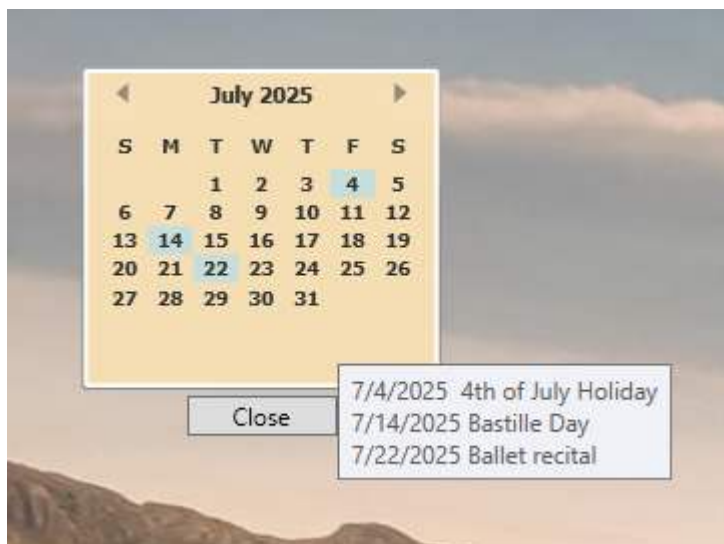 July 2025
S M T W T F S
1 2 3 4 5
6 7 8 9 10 11 12
13 14 15 16 17 18 19
20 21 22 23 24 25 26
27 28 29 30 31
Close
7/4/2025  4th of July Holiday
7/14/2025 Bastille Day
7/22/2025 Ballet recital